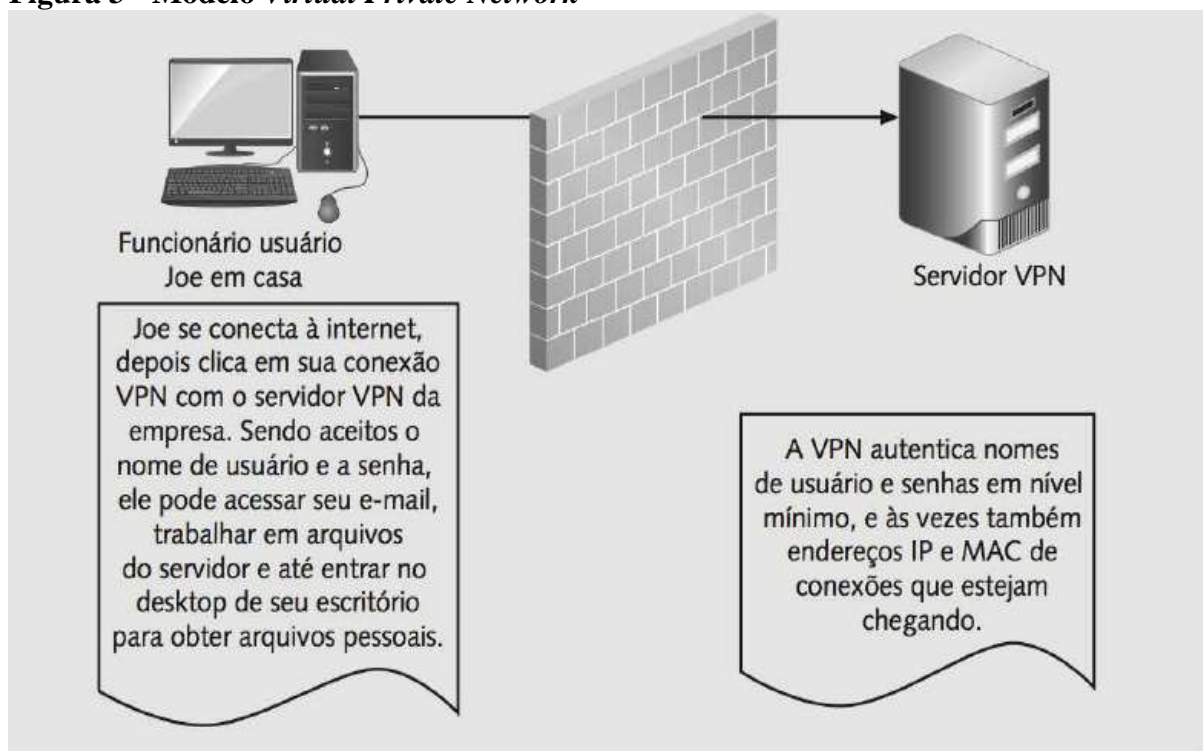 Figura 3 - Modelo Virtual Private Network
Funcionário usuário
Joe em casa
Joe se conecta à internet,
depois clica em sua conexão
VPN com o servidor VPN da
empresa. Sendo aceitos o
nome de usuário e a senha,
ele pode acessar seu e-mail,
trabalhar em arquivos
do servidor e até entrar no
desktop de seu escritório
para obter arquivos pessoais.
Servidor VPN
A VPN autentica nomes
de usuário e senhas em nível
mínimo, e às vezes também
endereços IP e MAC de
conexões que estejam
chegando.